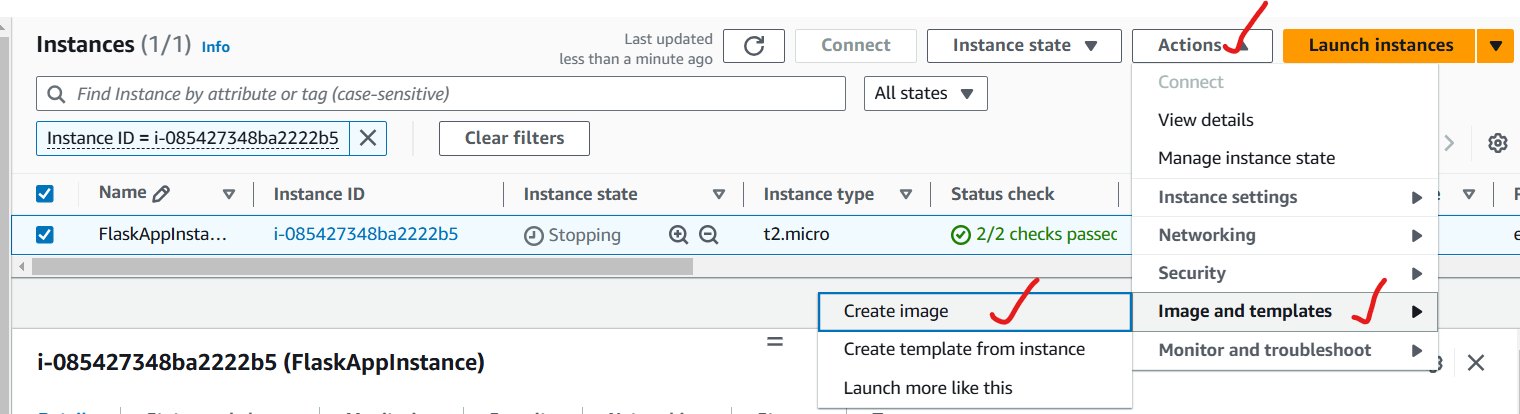 Instances (1/1) Info
Last updated
less than a minute ago
Connect
Instance state
Actions
Launch instances
Find Instance by attribute or tag (case-sensitive)
All states
Instance ID = i-085427348ba2222b5
Clear filters
Name
Instance ID
Instance state
Instance type
Status check
FlaskAppInsta...
i-085427348ba2222b5
Stopping
t2.micro
2/2 checks passed
Connect
View details
Manage instance state
Instance settings
Networking
Security
Image and templates
Monitor and troubleshoot
Create image
Create template from instance
Launch more like this
i-085427348ba2222b5 (FlaskAppInstance)